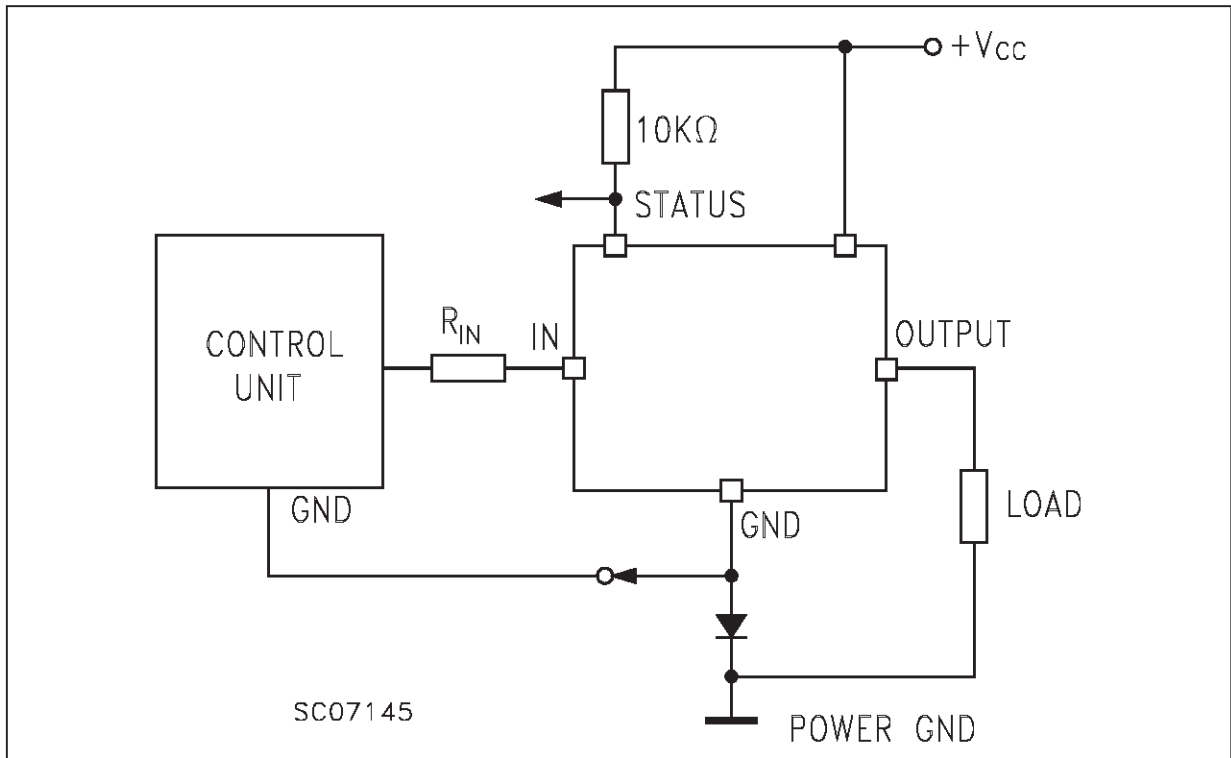 +VCC
10KΩ
STATUS
CONTROL
UNIT
RIN
IN
OUTPUT
GND
GND
LOAD
SC07145
POWER GND